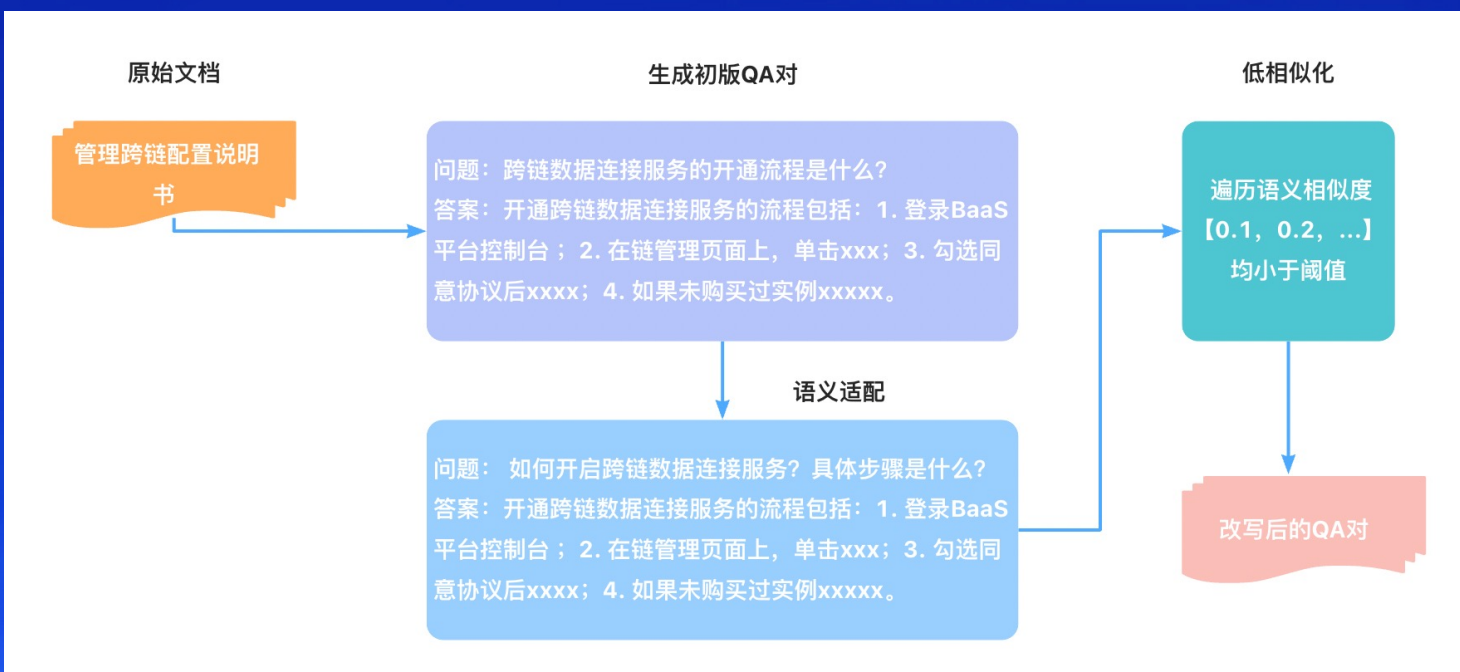 原始文档
生成初版QA对
低相似化
管理跨链配置说明
书
问题：跨链数据连接服务的开通流程是什么？
答案：开通跨链数据连接服务的流程包括：1. 登录BaaS
平台控制台 ；2. 在链管理页面上，单击xxx；3. 勾选同
意协议后xxxx；4. 如果未购买过实例xxxxx。
遍历语义相似度
【0.1，0.2，...】
均小于阈值
语义适配
问题： 如何开启跨链数据连接服务？具体步骤是什么？
答案：开通跨链数据连接服务的流程包括：1. 登录BaaS
平台控制台 ；2. 在链管理页面上，单击xxx；3. 勾选同
意协议后xxxx；4. 如果未购买过实例xxxxx。
改写后的QA对